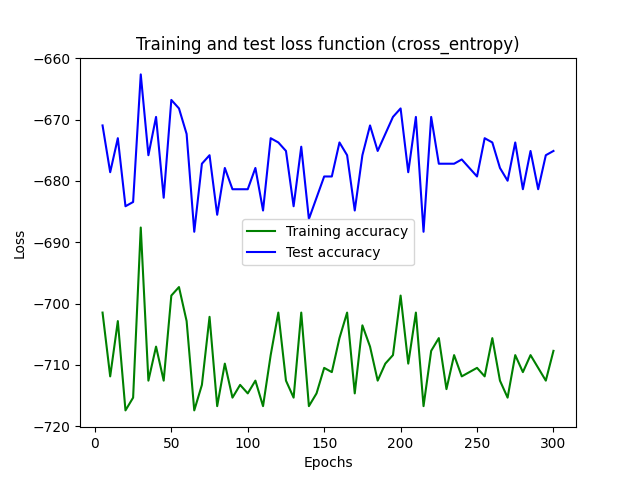 Training and test loss function (cross_entropy)
−660
−670
−680
−690
−700
−710
−720
Loss
Training accuracy
Test accuracy
0 50 100 150 200 250 300
Epochs